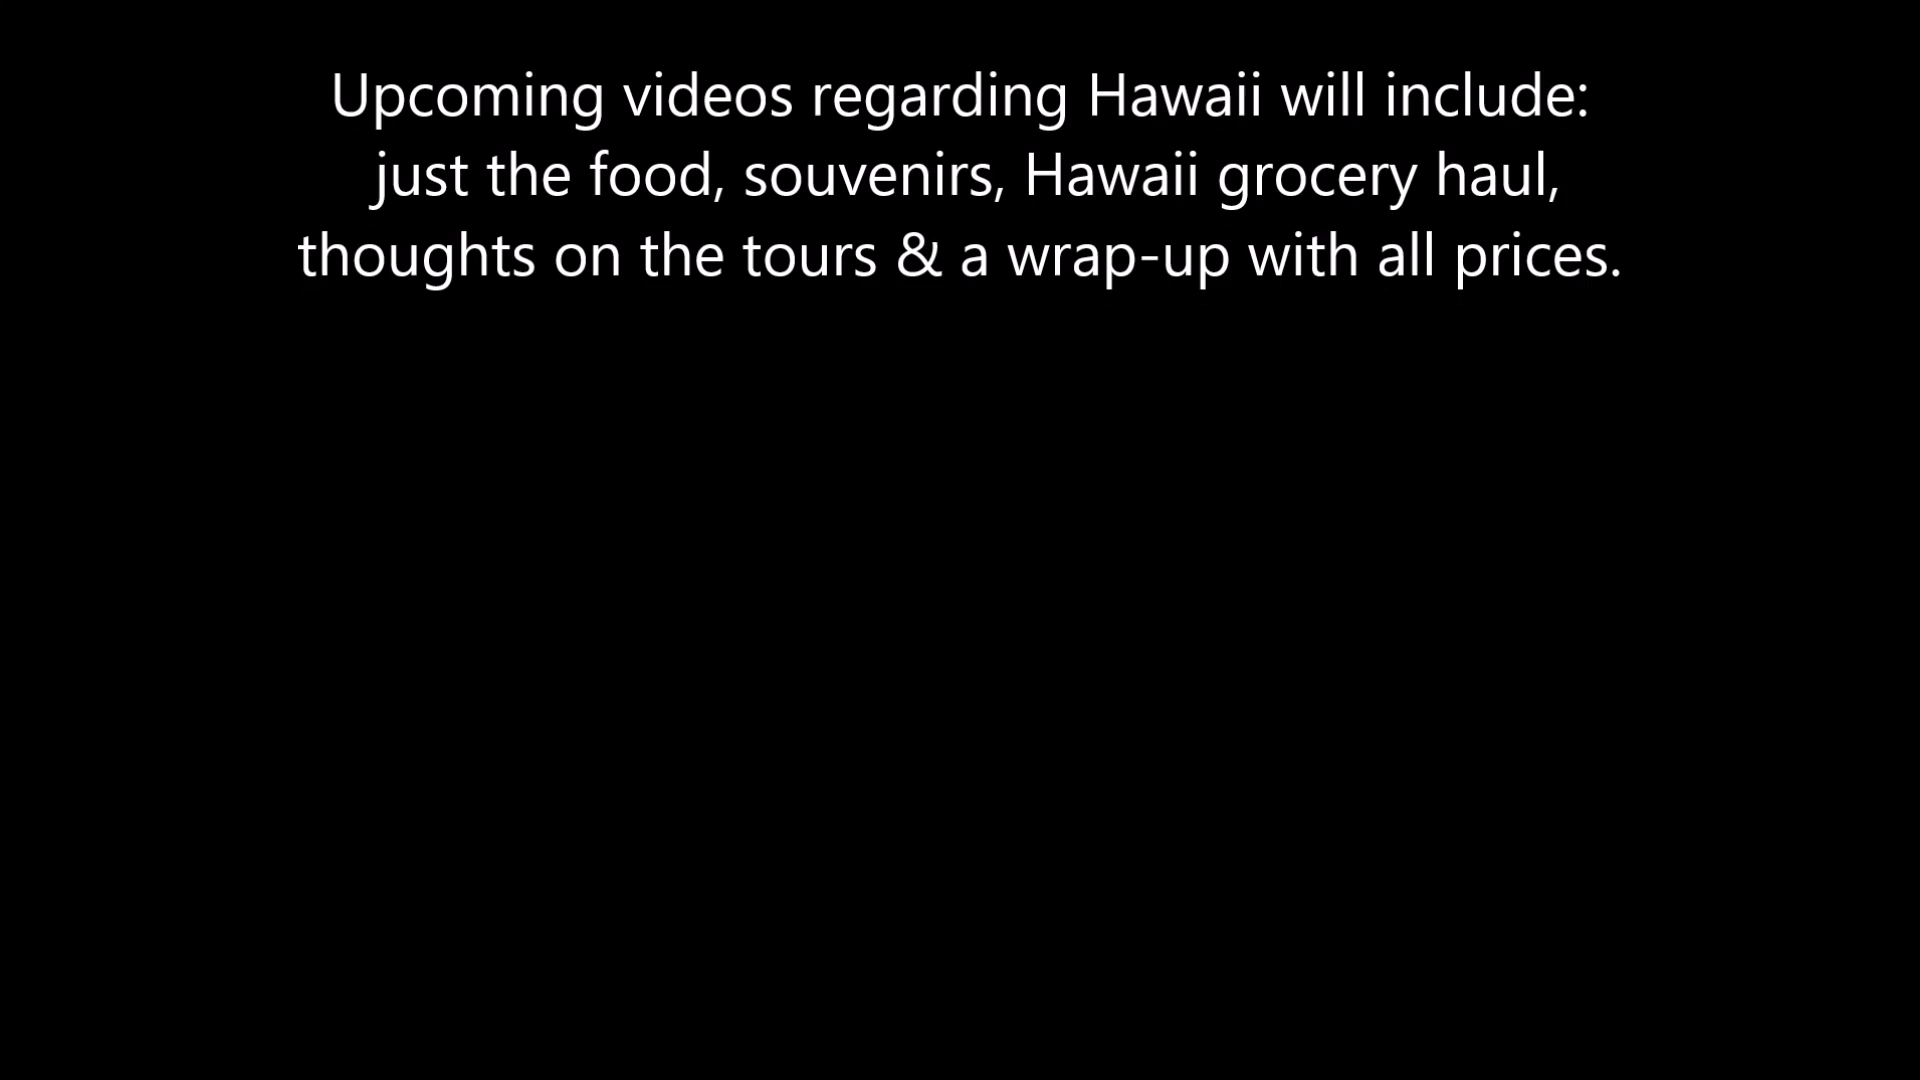 Upcoming videos regarding Hawaii will include:
just the food, souvenirs, Hawaii grocery haul,
thoughts on the tours & a wrap-up with all prices.